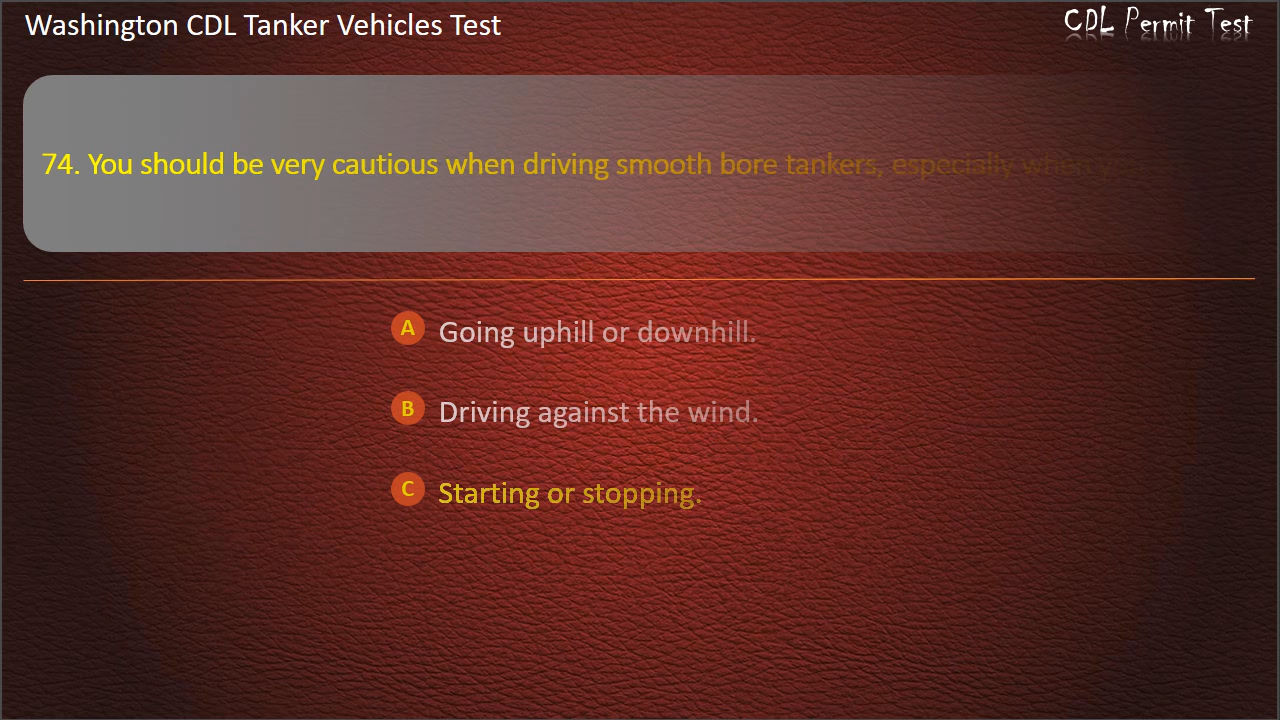 Washington CDL Tanker Vehicles Test
CDL Permit Test
74. You should be very cautious when driving smooth bore tankers, especially when
A Going uphill or downhill.
B Driving against the wind.
C Starting or stopping.